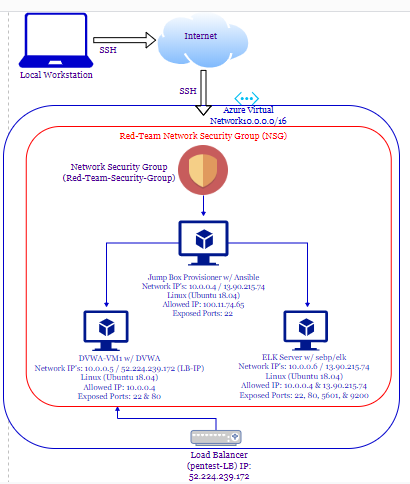 Internet
SSH
Local Workstation
SSH
Azure Virtual
Network10.0.0.0/16
Red-Team Network Security Group (NSG)
Network Security Group
(Red-Team-Security-Group)
Jump Box Provisioner w/ Ansible
Network IP's: 10.0.0.4 / 13.90.215.74
Linux (Ubuntu 18.04)
Allowed IP: 100.11.74.65
Exposed Ports: 22
DVWA-VM1 w/ DVWA
Network IP's: 10.0.0.5 / 52.224.239.172 (LB-IP)
Linux (Ubuntu 18.04)
Allowed IP: 10.0.0.4
Exposed Ports: 22 & 80
ELK Server w/ sebp/elk
Network IP's: 10.0.0.6 / 13.90.215.74
Linux (Ubuntu 18.04)
Allowed IP: 10.0.0.4 & 13.90.215.74
Exposed Ports: 22, 80, 5601, & 9200
Load Balancer
(pentest-LB) IP:
52.224.239.172